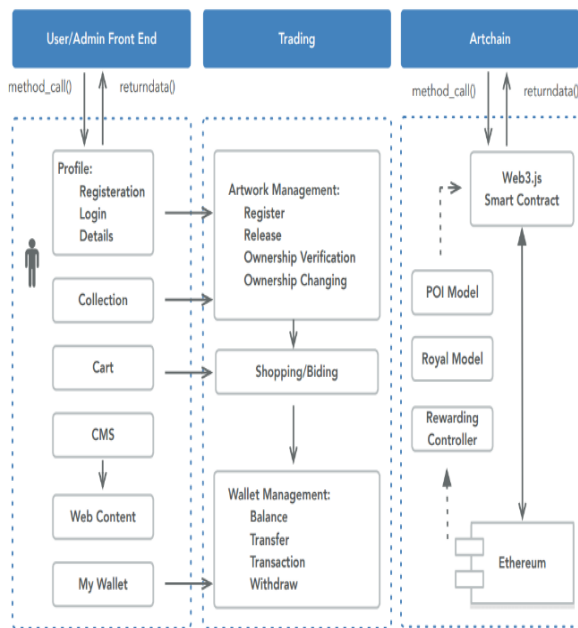 User/Admin Front End
Trading
Artchain
method_call()
returndata()
method_call()
returndata()
Profile:
Registeration
Login
Details
Collection
Cart
CMS
Web Content
My Wallet
Artwork Management:
Register
Release
Ownership Verification
Ownership Changing
Shopping/Biding
Wallet Management:
Balance
Transfer
Transaction
Withdraw
Web3.js
Smart Contract
POI Model
Royal Model
Rewarding
Controller
Ethereum